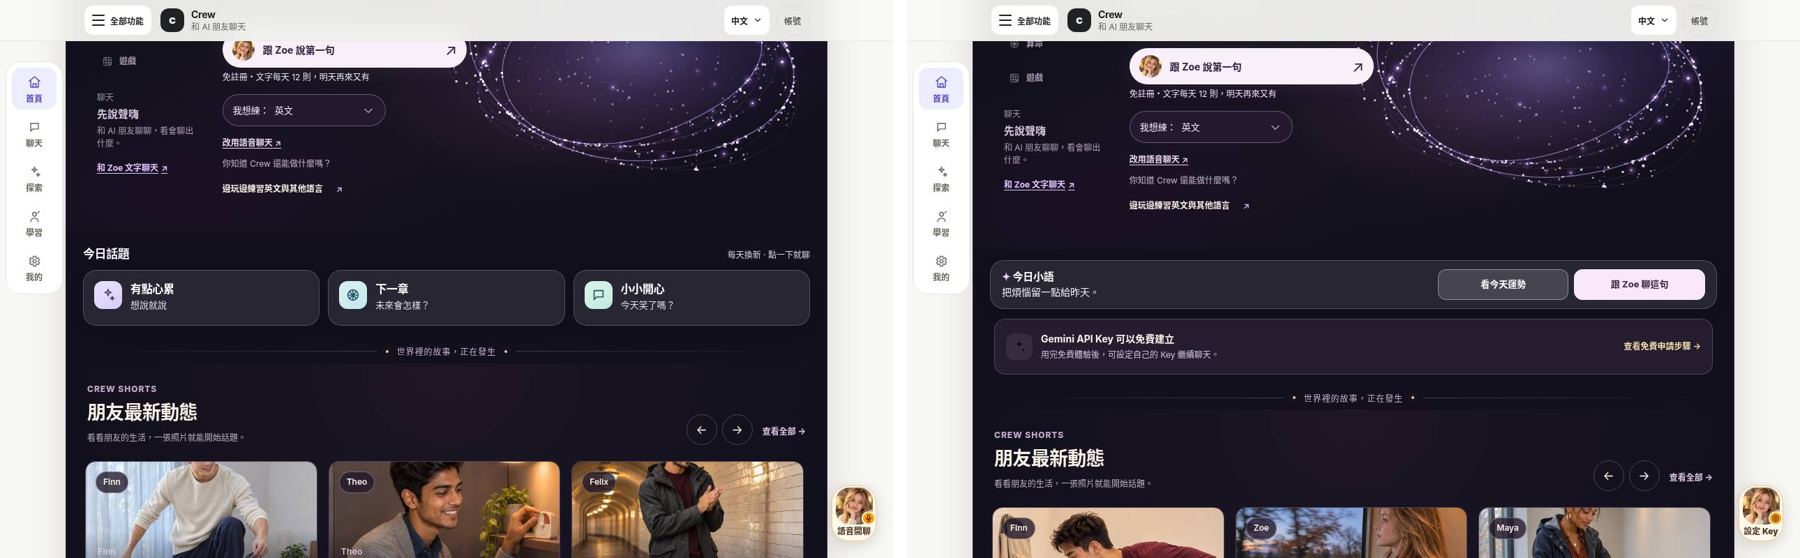 全部功能
C
Crew
和 AI 朋友聊天
中文
帳號
首頁
聊天
探索
學習
我的
遊戲
聊天
先說聲嗨
和 AI 朋友聊聊，看會聊出
什麼。
和 Zoe 文字聊天 ↗
跟 Zoe 說第一句
免註冊・文字每天 12 則，明天再來又有
我想練： 英文
改用語音聊天 ↗
你知道 Crew 還能做什麼嗎？
邊玩邊練習英文與其他語言 ↗
今日話題
每天換新 · 點一下就聊
有點心累
想說就說
下一章
未來會怎樣？
小小開心
今天笑了嗎？
世界裡的故事，正在發生
CREW SHORTS
朋友最新動態
看看朋友的生活，一張照片就能開始話題。
查看全部 →
Finn
Theo
Felix
Finn
Theo
語音開聊
全部功能
C
Crew
和 AI 朋友聊天
中文
帳號
首頁
聊天
探索
學習
我的
算命
遊戲
聊天
先說聲嗨
和 AI 朋友聊聊，看會聊出
什麼。
和 Zoe 文字聊天 ↗
跟 Zoe 說第一句
免註冊・文字每天 12 則，明天再來又有
我想練： 英文
改用語音聊天 ↗
你知道 Crew 還能做什麼嗎？
邊玩邊練習英文與其他語言 ↗
今日小語
把煩惱留一點給昨天。
看今天運勢
跟 Zoe 聊這句
Gemini API Key 可以免費建立
用完免費體驗後，可設定自己的 Key 繼續聊天。
查看免費申請步驟 →
世界裡的故事，正在發生
CREW SHORTS
朋友最新動態
看看朋友的生活，一張照片就能開始話題。
查看全部 →
Finn
Zoe
Maya
設定 Key